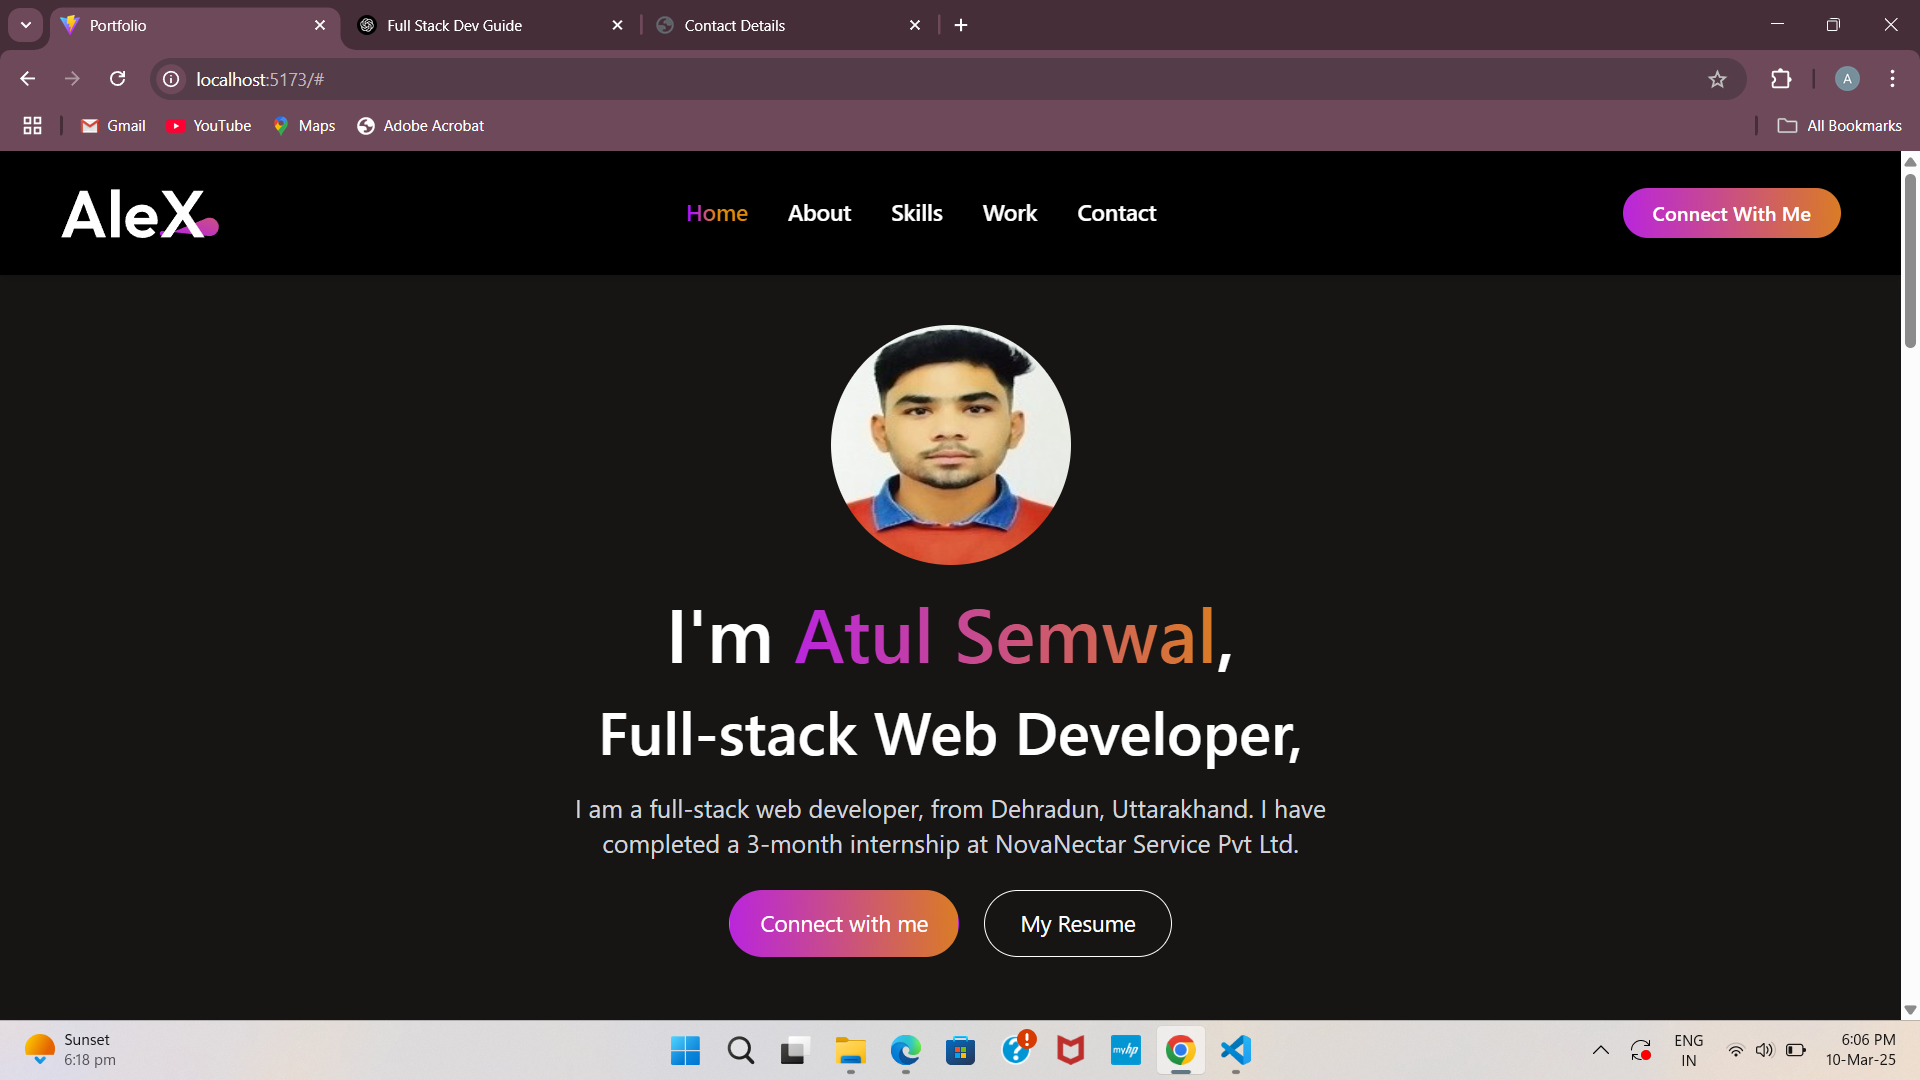 Portfolio
Full Stack Dev Guide
Contact Details
localhost:5173/#
A
Gmail
YouTube
Maps
Adobe Acrobat
All Bookmarks
AleX
Home
About
Skills
Work
Contact
Connect With Me
I'm Atul Semwal,
Full-stack Web Developer,
I am a full-stack web developer, from Dehradun, Uttarakhand. I have
completed a 3-month internship at NovaNectar Service Pvt Ltd.
Connect with me
My Resume
Sunset
6:18 pm
myhp
ENG
IN
6:06 PM
10-Mar-25